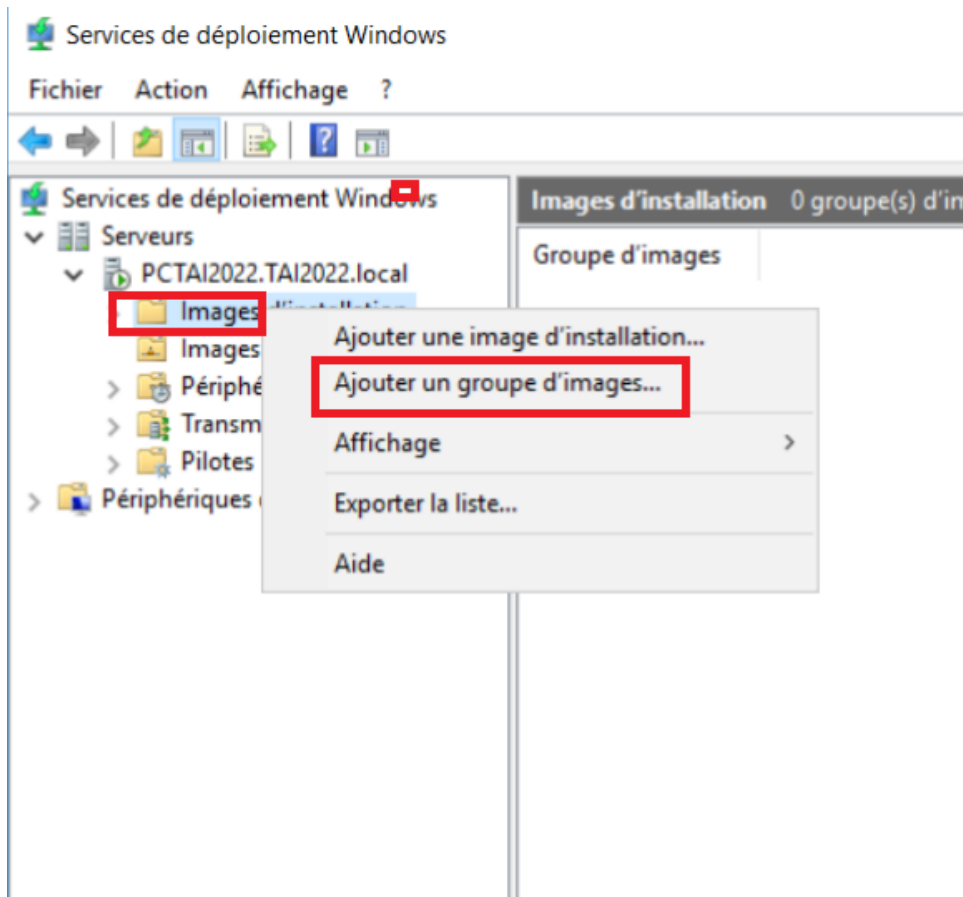 Services de déploiement Windows
Fichier Action Affichage ?
Services de déploiement Windows
Serveurs
PCTAI2022.TAI2022.local
Images d'installation
Images
Périphé
Transm
Pilotes
Périphériques
Images d'installation 0 groupe(s) d'im
Groupe d'images
Ajouter une image d'installation...
Ajouter un groupe d'images...
Affichage
Exporter la liste...
Aide